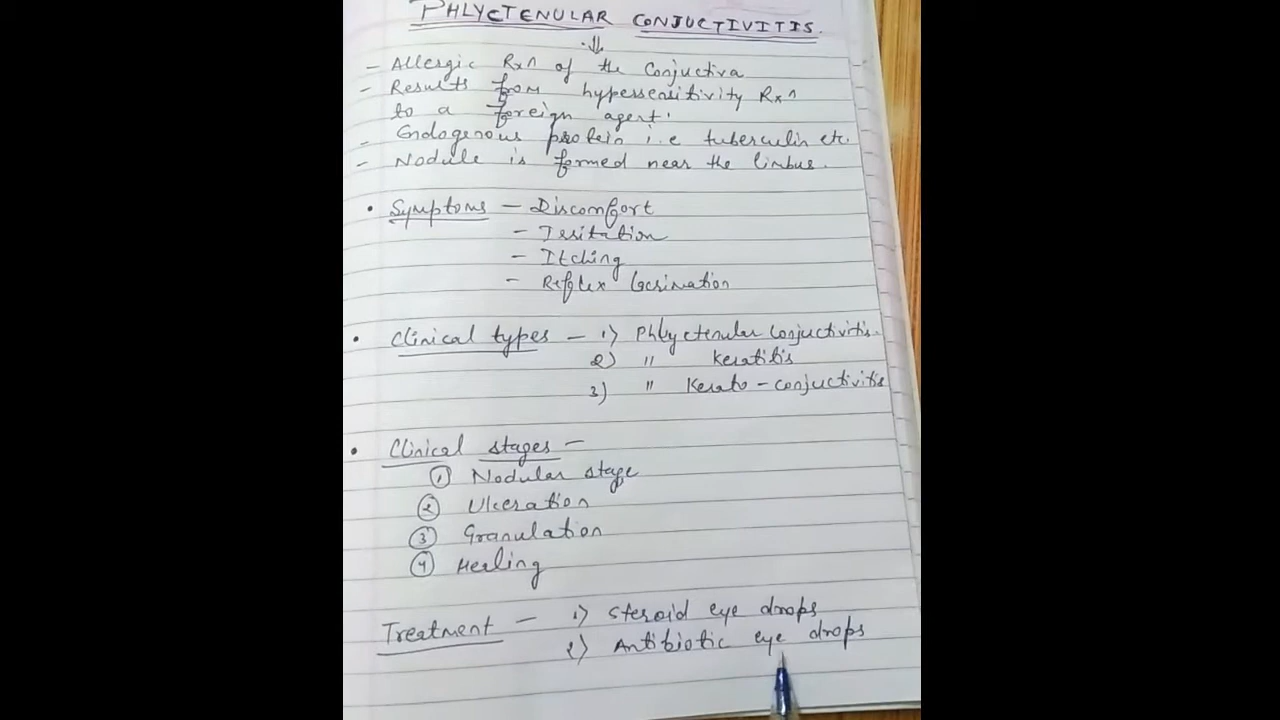 PHLYCTENULAR CONJUCTIVITIS.
- Allergic Rxn of the Conjuctiva
- Results from hypersensitivity Rxn
to a foreign agent.
- Endogenous protein i.e tuberculin etc.
- Nodule is formed near the limbus.
• Symptoms - Discomfort
- Irritation
- Itching
- Reflex lacrimation
• Clinical types - 1) Phlyctenular Conjuctivitis.
2) " Keratitis
3) " Kerato-conjuctivitis
• Clinical stages -
① Nodular stage
② Ulceration
③ Granulation
④ Healing
Treatment - 1) Steroid eye drops
2) Antibiotic eye drops